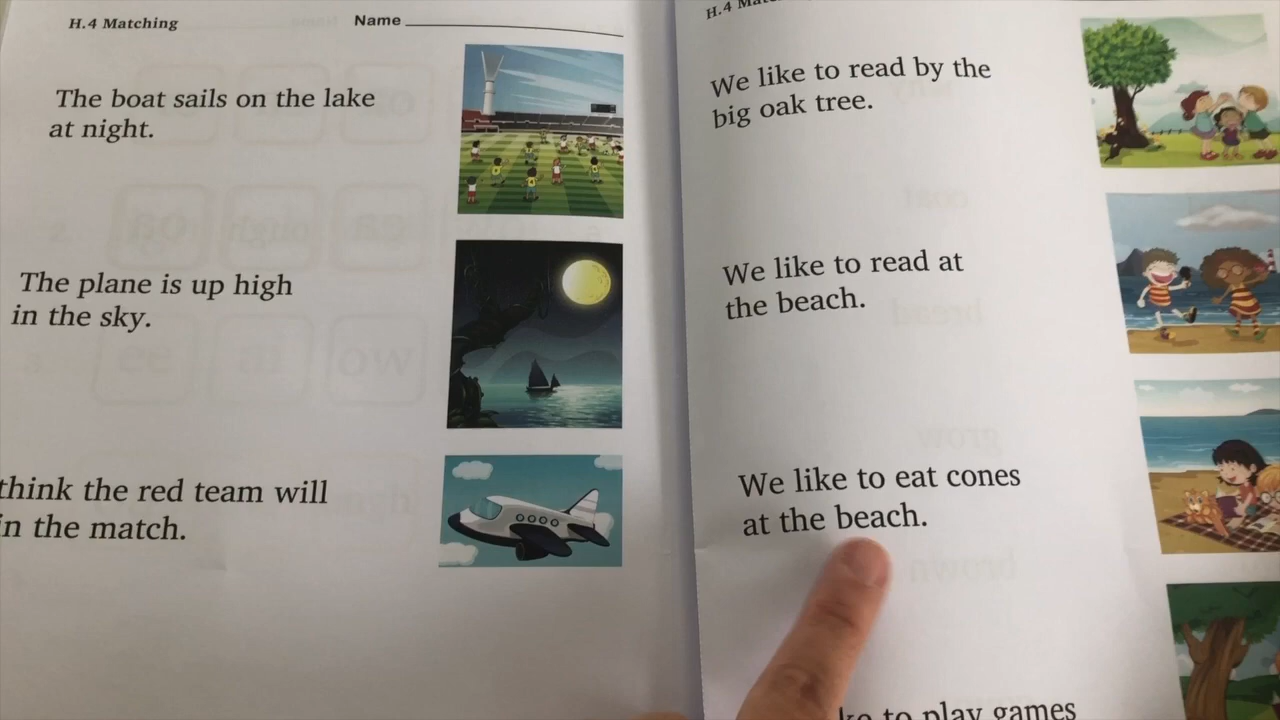 H.4 Matching
Name
The boat sails on the lake
at night.
The plane is up high
in the sky.
think the red team will
in the match.
H.4
We like to read by the
big oak tree.
We like to read at
the beach.
We like to eat cones
at the beach.
to play games